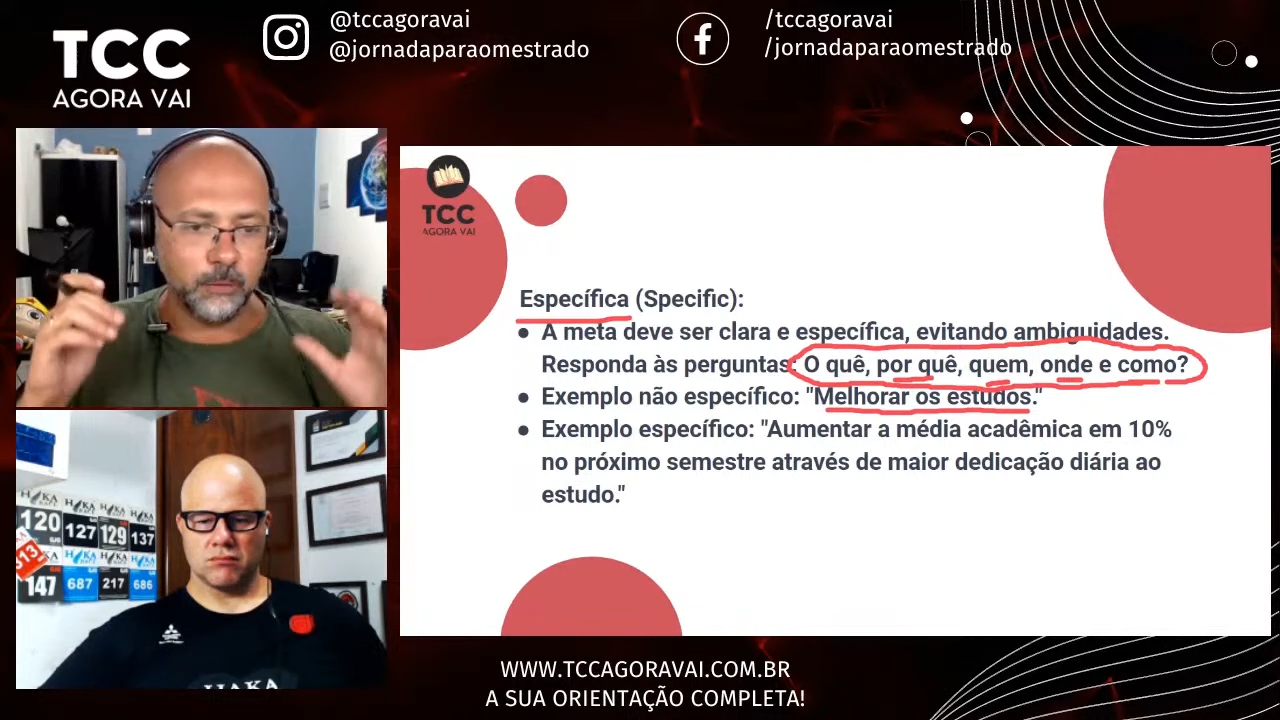 TCC
AGORA VAI
@tccagoravai
@jornadaparaomestrado
/tccagoravai
/jornadaparaomestrado
TCC
AGORA VAI
Específica (Specific):
● A meta deve ser clara e específica, evitando ambiguidades.
Responda às perguntas: O quê, por quê, quem, onde e como?
● Exemplo não específico: "Melhorar os estudos."
● Exemplo específico: "Aumentar a média acadêmica em 10%
no próximo semestre através de maior dedicação diária ao
estudo."
120 127 129 137
313
147 687 217 686
HAKA
WWW.TCCAGORAVAI.COM.BR
A SUA ORIENTAÇÃO COMPLETA!